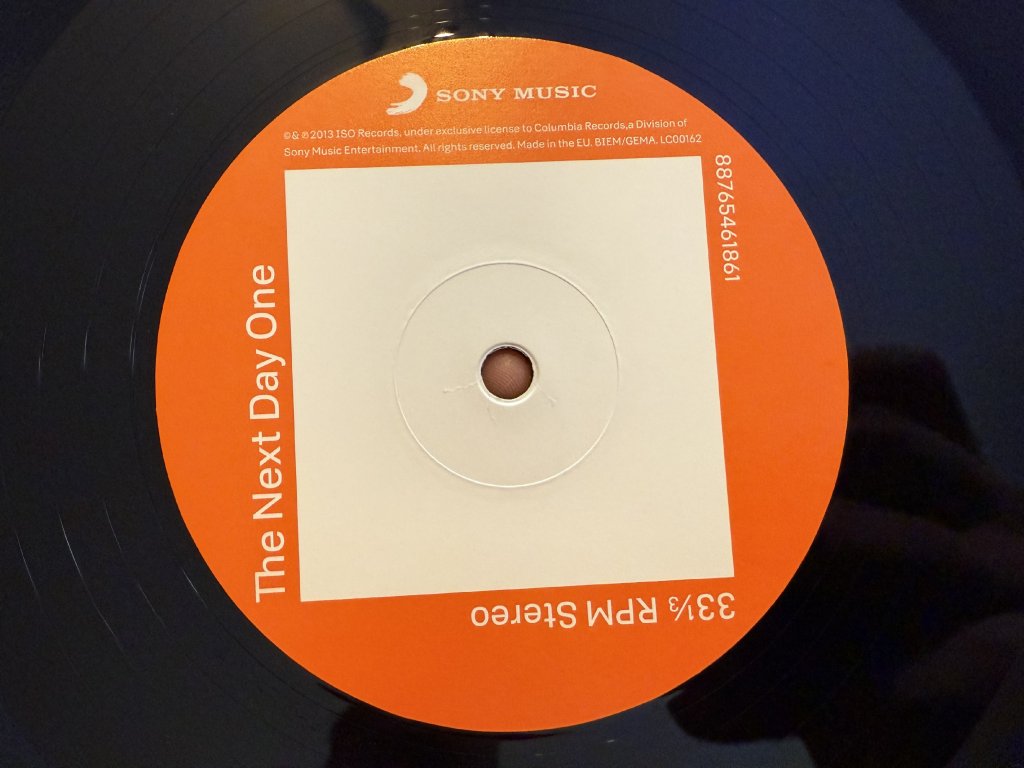 SONY MUSIC
© & ℗ 2013 ISO Records, under exclusive license to Columbia Records,a Division of
Sony Music Entertainment. All rights reserved. Made in the EU. BIEM/GEMA. LC00162
88765461861
The Next Day One
33⅓ RPM Stereo